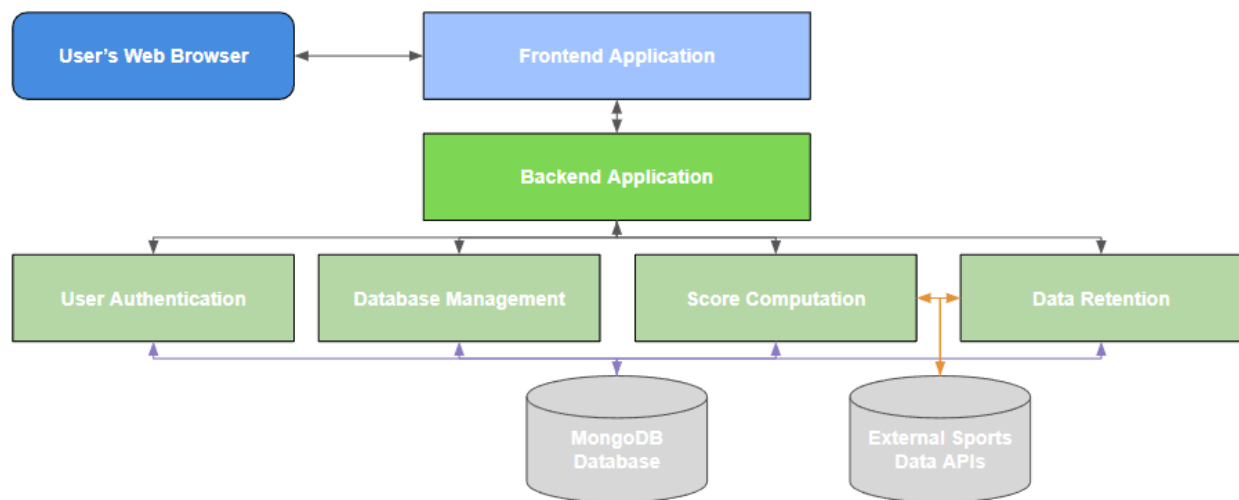 User's Web Browser
Frontend Application
Backend Application
User Authentication
Database Management
Score Computation
Data Retention
MongoDB
Database
External Sports
Data APIs